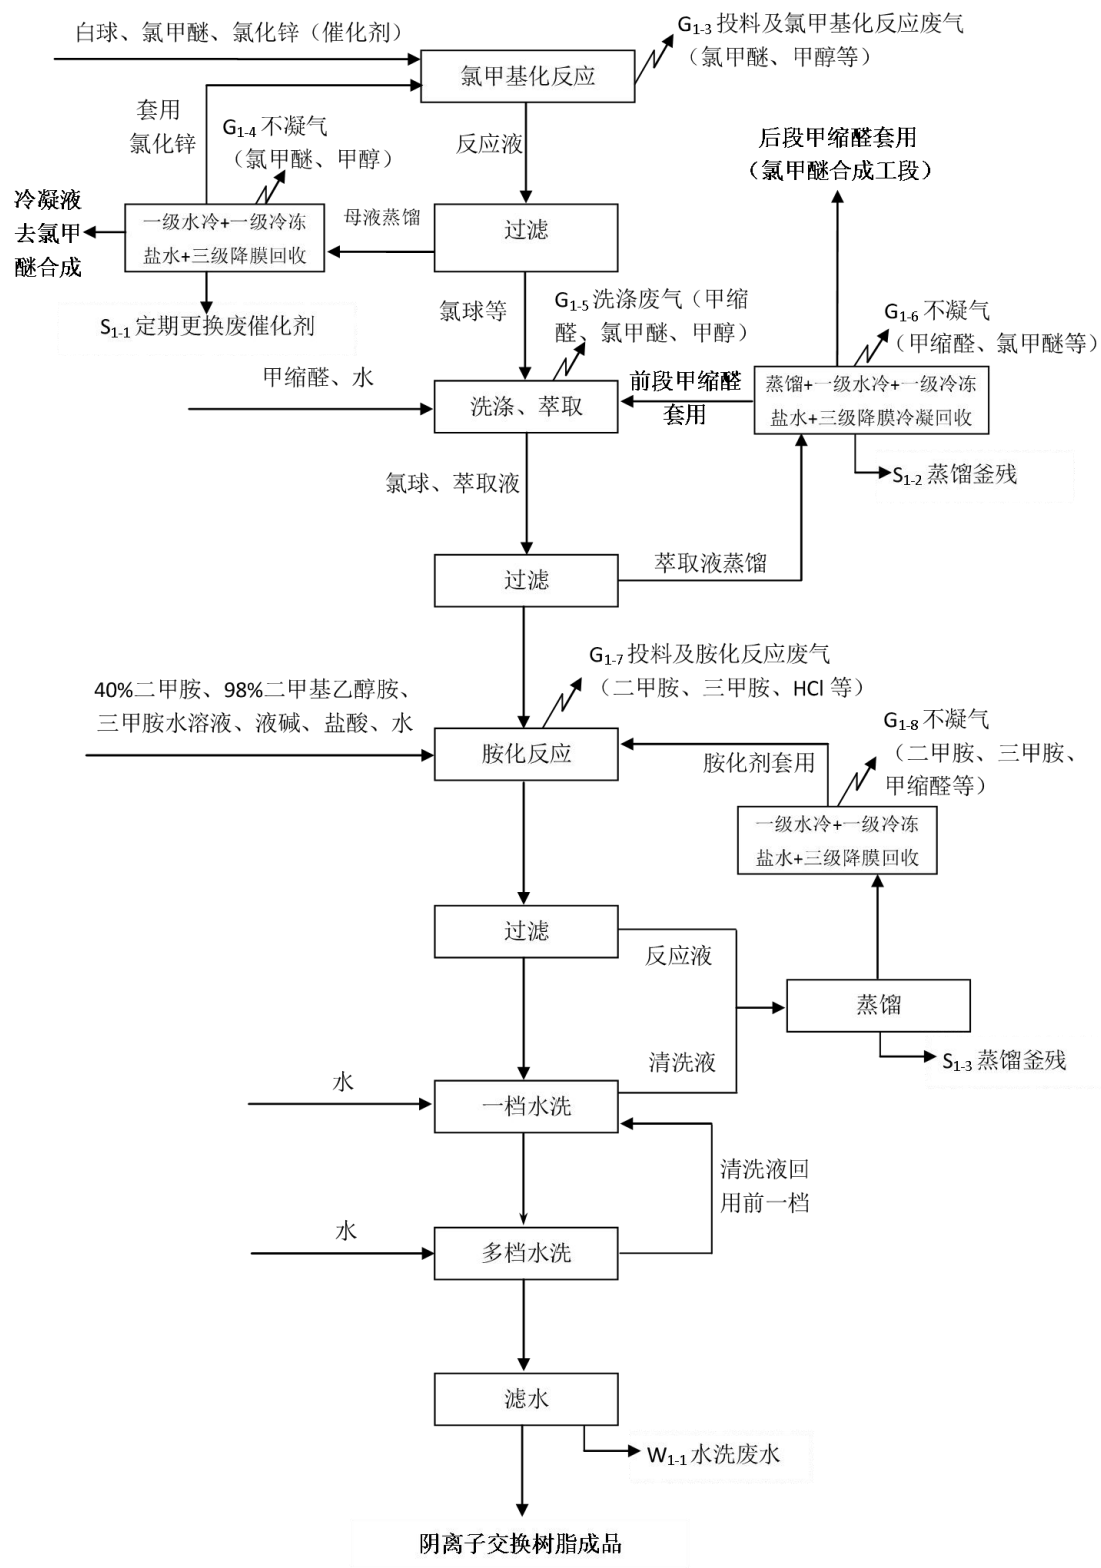 白球、氯甲醚、氯化锌（催化剂）
G1-3 投料及氯甲基化反应废气
（氯甲醚、甲醇等）
氯甲基化反应
套用
氯化锌
G1-4 不凝气
（氯甲醚、甲醇）
反应液
后段甲缩醛套用
（氯甲醚合成工段）
冷凝液
去氯甲
醚合成
一级水冷+一级冷冻
盐水+三级降膜回收
母液蒸馏
过滤
S1-1 定期更换废催化剂
氯球等
G1-5 洗涤废气（甲缩
醛、氯甲醚、甲醇）
G1-6 不凝气
（甲缩醛、氯甲醚等）
甲缩醛、水
洗涤、萃取
前段甲缩醛
套用
蒸馏+一级水冷+一级冷冻
盐水+三级降膜冷凝回收
氯球、萃取液
S1-2 蒸馏釜残
过滤
萃取液蒸馏
G1-7 投料及胺化反应废气
（二甲胺、三甲胺、HCl 等）
40%二甲胺、98%二甲基乙醇胺、
三甲胺水溶液、液碱、盐酸、水
胺化反应
胺化剂套用
G1-8 不凝气
（二甲胺、三甲胺、
甲缩醛等）
一级水冷+一级冷冻
盐水+三级降膜回收
过滤
反应液
蒸馏
清洗液
S1-3 蒸馏釜残
水
一档水洗
清洗液回
用前一档
水
多档水洗
滤水
W1-1 水洗废水
阴离子交换树脂成品